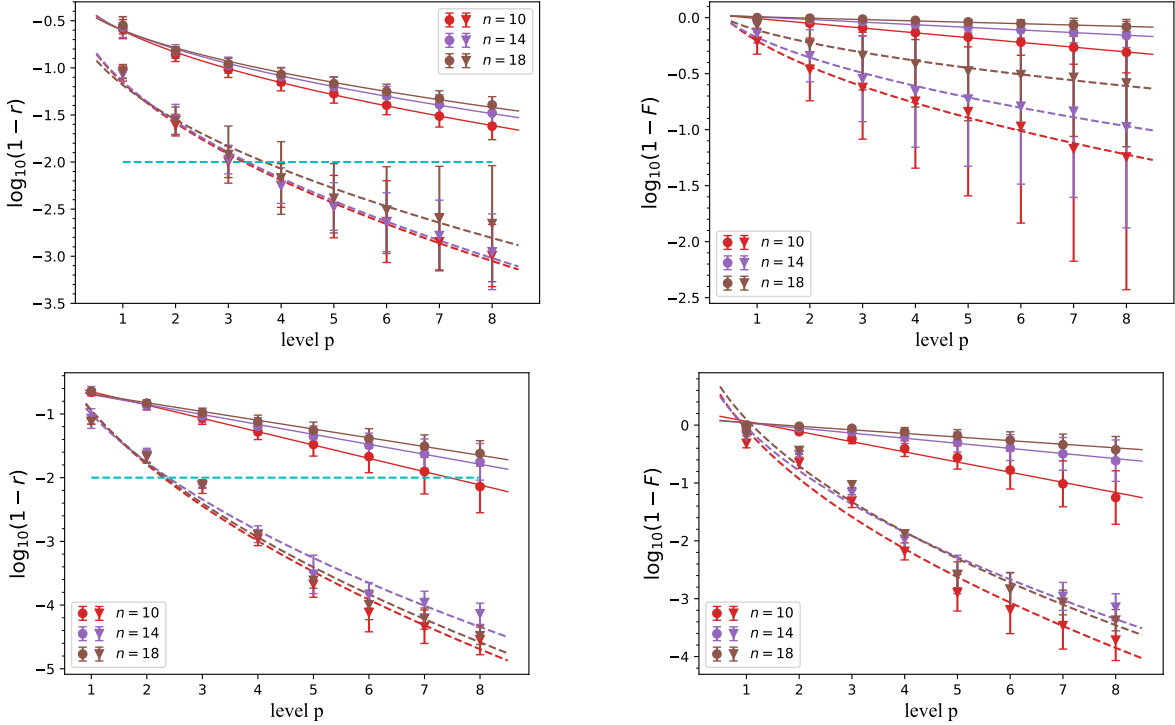 log₁₀(1 − r)
−0.5
−1.0
−1.5
−2.0
−2.5
−3.0
−3.5
1 2 3 4 5 6 7 8
level p
n = 10
n = 14
n = 18
log₁₀(1 − F)
0.0
−0.5
−1.0
−1.5
−2.0
−2.5
1 2 3 4 5 6 7 8
level p
n = 10
n = 14
n = 18
log₁₀(1 − r)
−1
−2
−3
−4
−5
1 2 3 4 5 6 7 8
level p
n = 10
n = 14
n = 18
log₁₀(1 − F)
0
−1
−2
−3
−4
1 2 3 4 5 6 7 8
level p
n = 10
n = 14
n = 18